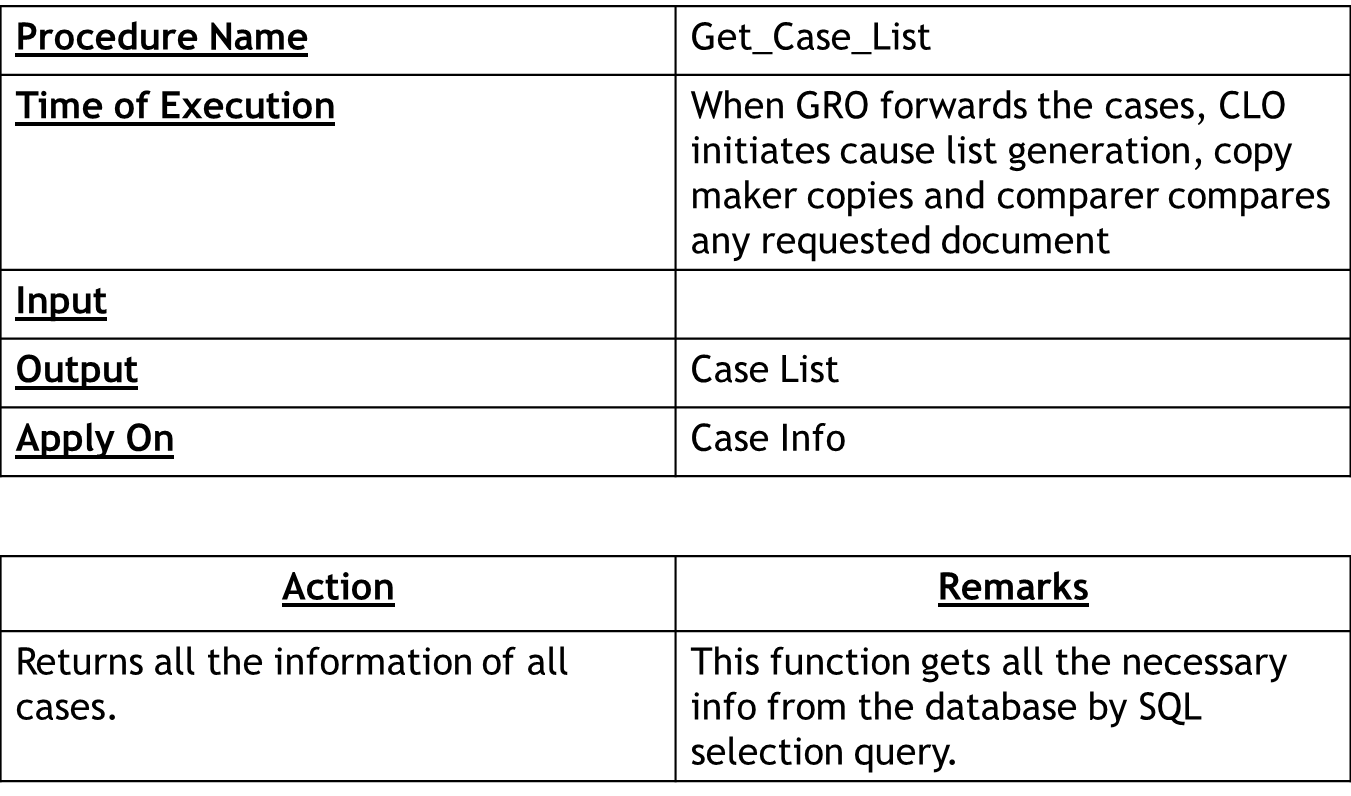 Procedure Name
Get_Case_List
Time of Execution
When GRO forwards the cases, CLO
initiates cause list generation, copy
maker copies and comparer compares
any requested document
Input
Output
Case List
Apply On
Case Info
Action
Remarks
Returns all the information of all
cases.
This function gets all the necessary
info from the database by SQL
selection query.